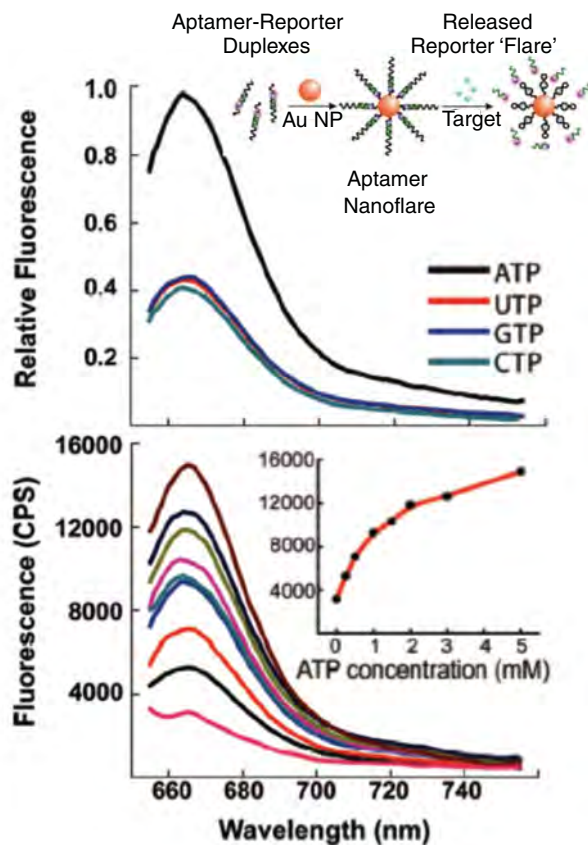 Aptamer-Reporter
Duplexes
Released
Reporter ‘Flare’
Au NP
Target
Aptamer
Nanoflare
Relative Fluorescence
1.0
0.8
0.6
0.4
0.2
ATP
UTP
GTP
CTP
Fluorescence (CPS)
16000
12000
8000
4000
16000
12000
8000
4000
0 1 2 3 4 5
ATP concentration (mM)
660 680 700 720 740
Wavelength (nm)